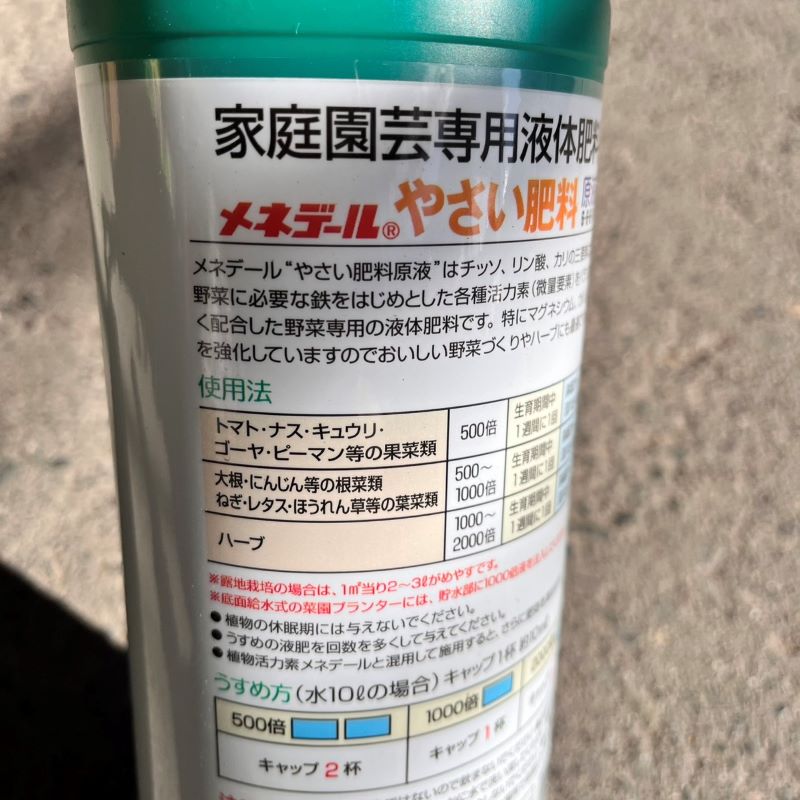 家庭園芸専用液体肥料
メネデール® やさい肥料
メネデール“やさい肥料原液”はチッソ、リン酸、カリの三要
野菜に必要な鉄をはじめとした各種活力素(微量要素)を
く配合した野菜専用の液体肥料です。特にマグネシウム、
を強化していますのでおいしい野菜づくりやハーブにも
使用法
トマト・ナス・キュウリ・
ゴーヤ・ピーマン等の果菜類
500倍
生育期間中
1週間に1回
大根・にんじん等の根菜類
ねぎ・レタス・ほうれん草等の葉菜類
500〜
1000倍
生育期間中
1週間に1回
ハーブ
1000〜
2000倍
生育期間中
1週間に1回
※露地栽培の場合は、1㎡当り2〜3ℓがめやすです。
※底面給水式の菜園プランターには、貯水部に1000倍液を
●植物の休眠期には与えないでください。
●うすめの液肥を回数を多くして与えてください。
●植物活力素メネデールと混用して施用すると、さらに
うすめ方(水10ℓの場合)キャップ1杯 約10mℓ
500倍
1000倍
キャップ 2 杯
キャップ 1 杯